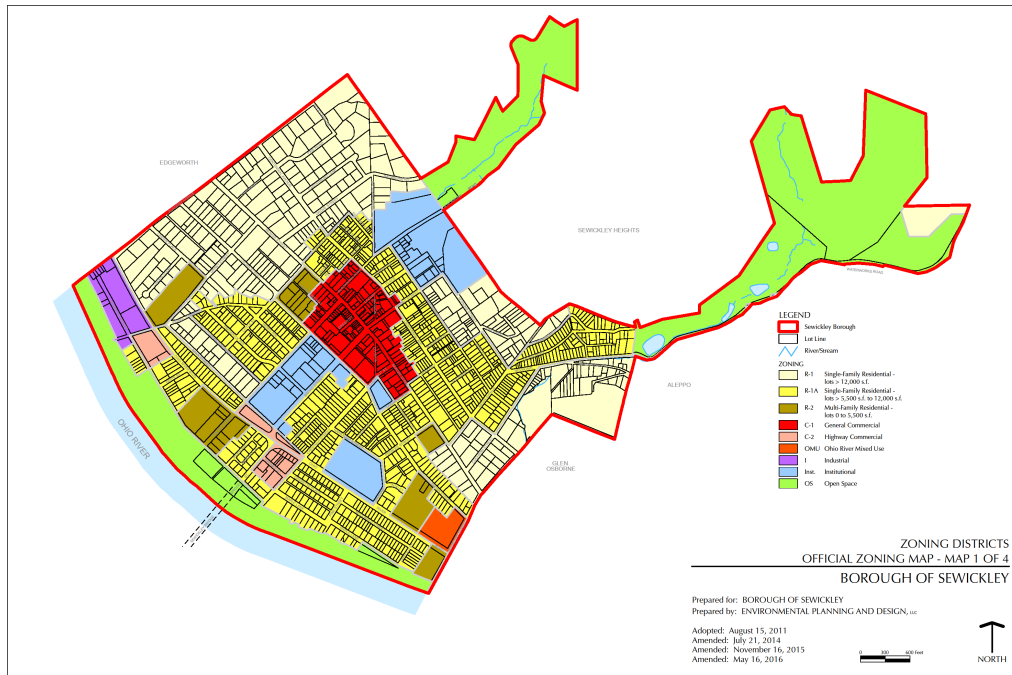 EDGEWORTH
SEWICKLEY HEIGHTS
ALEPPO
GLEN
OSBORNE
OHIO RIVER
LEGEND
Sewickley Borough
Lot Line
River/Stream
ZONING
R-1 Single-Family Residential -
lots > 12,000 s.f.
R-1A Single-Family Residential -
lots > 5,500 s.f. to 12,000 s.f.
R-2 Multi-Family Residential -
lots 0 to 5,500 s.f.
C-1 General Commercial
C-2 Highway Commercial
OMU Ohio River Mixed Use
I Industrial
Inst. Institutional
OS Open Space
ZONING DISTRICTS
OFFICIAL ZONING MAP - MAP 1 OF 4
BOROUGH OF SEWICKLEY
Prepared for: BOROUGH OF SEWICKLEY
Prepared by: ENVIRONMENTAL PLANNING AND DESIGN, LLC
Adopted: August 15, 2011
Amended: July 21, 2014
Amended: November 16, 2015
Amended: May 16, 2016
0 300 600 Feet
NORTH